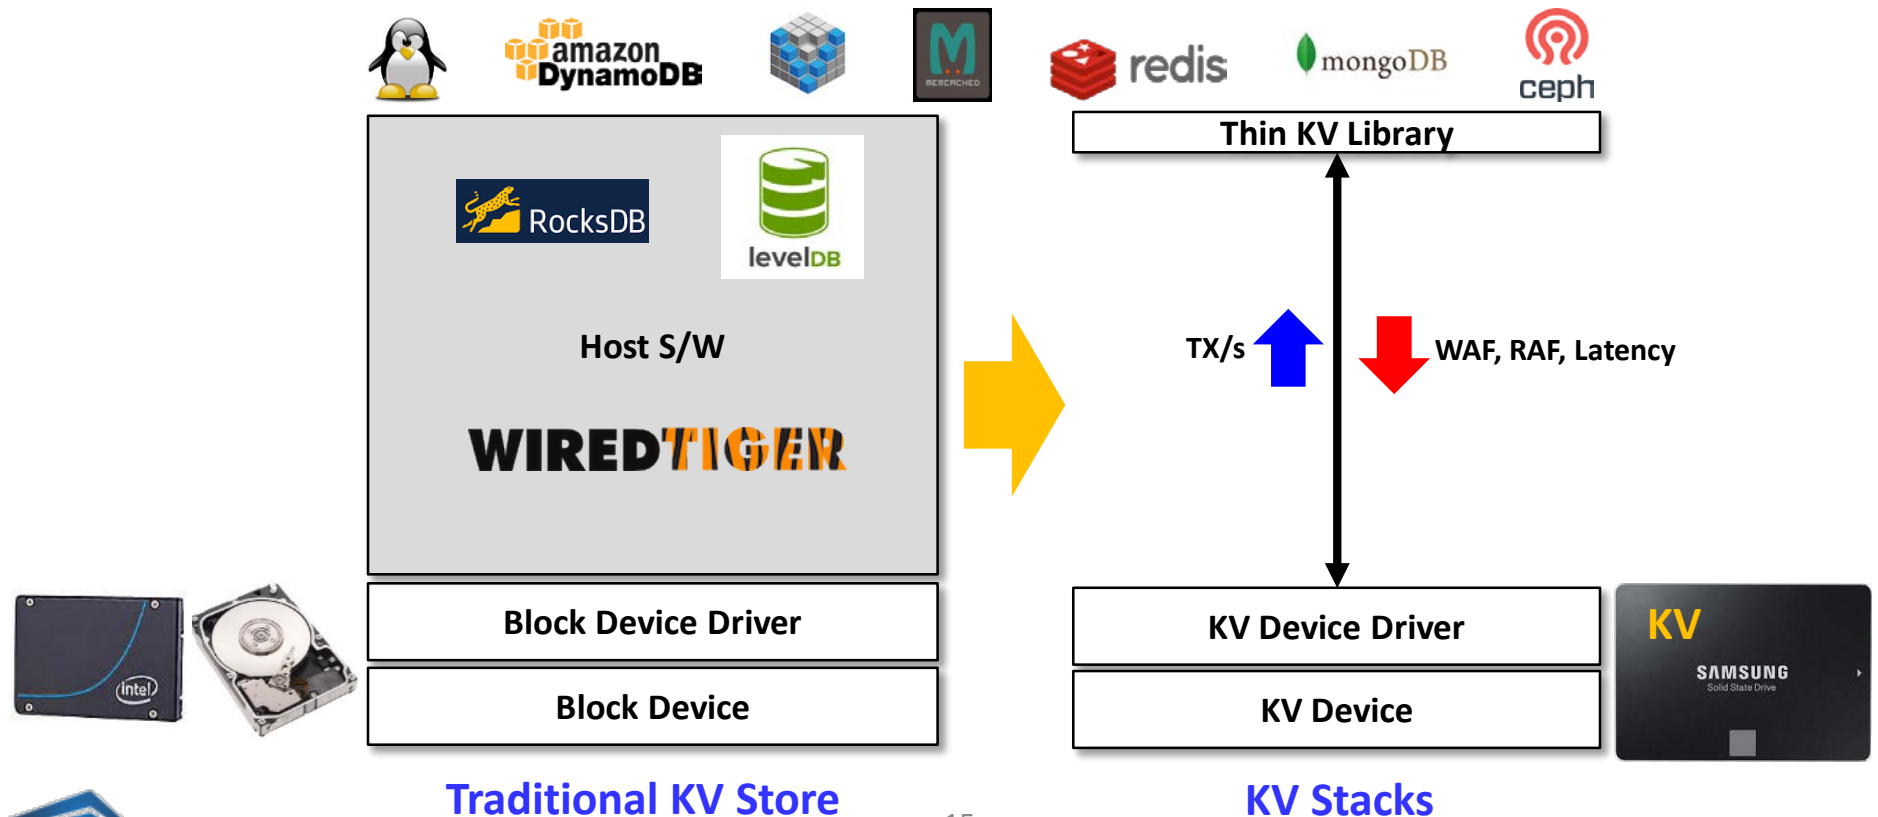 amazon
DynamoDB
MEMCACHED
redis
mongoDB
ceph
Thin KV Library
RocksDB
levelDB
Host S/W
TX/s
WAF, RAF, Latency
WIREDTIGER
Block Device Driver
KV Device Driver
KV
SAMSUNG
Solid State Drive
intel
Block Device
KV Device
Traditional KV Store
KV Stacks